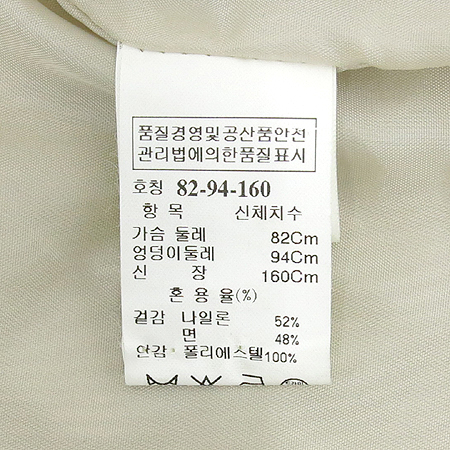 품질경영및공산품안전
관리법에의한품질표시
호칭 82-94-160
항 목 신체치수
가슴 둘레 82Cm
엉덩이둘레 94Cm
신 장 160Cm
혼 용 율(%)
겉감 나일론 52%
면 48%
안감 폴리에스텔100%